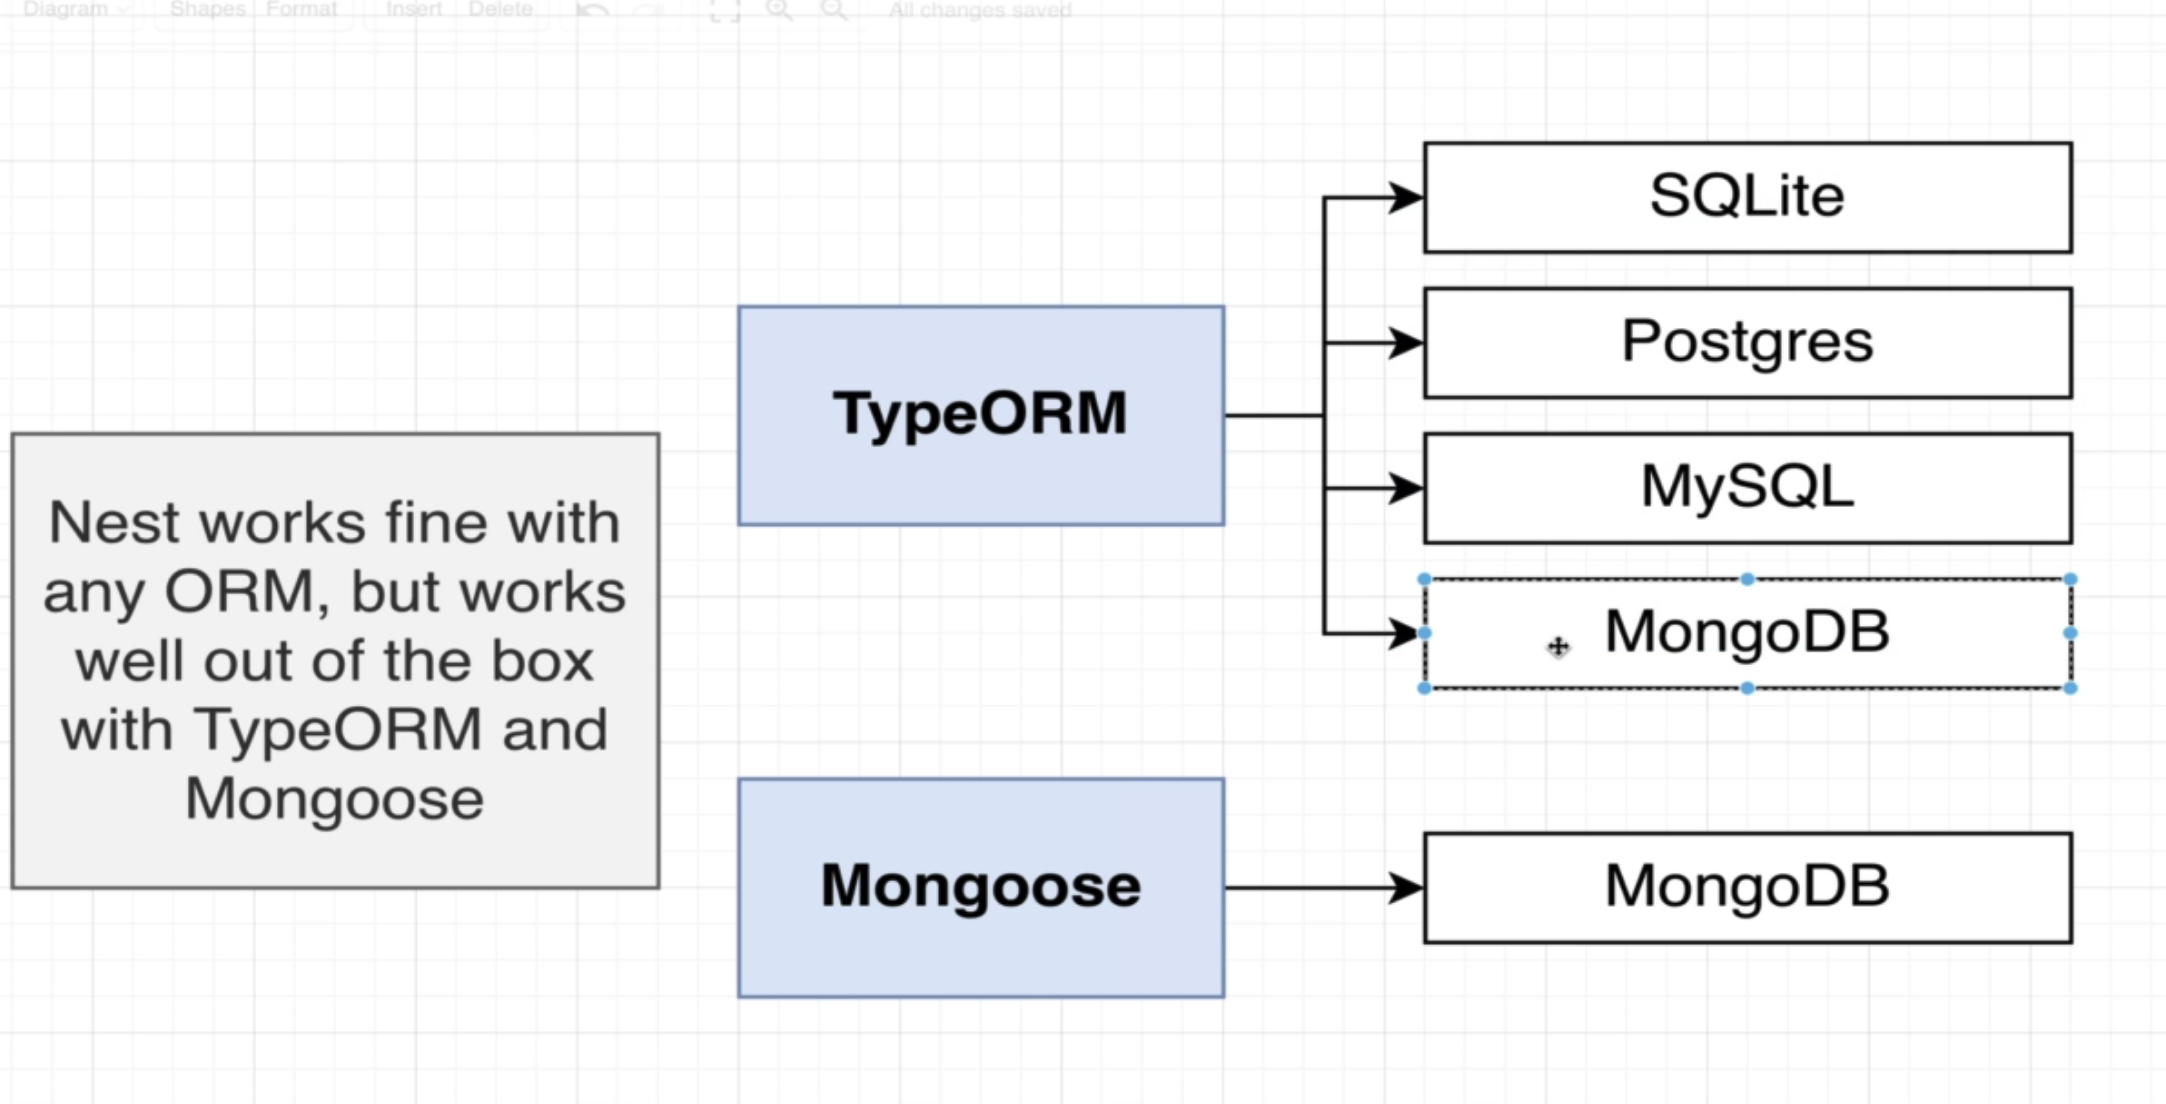 Diagram Shapes Format Insert Delete All changes saved
SQLite
Postgres
TypeORM
MySQL
Nest works fine with
any ORM, but works
well out of the box
with TypeORM and
Mongoose
MongoDB
Mongoose
MongoDB